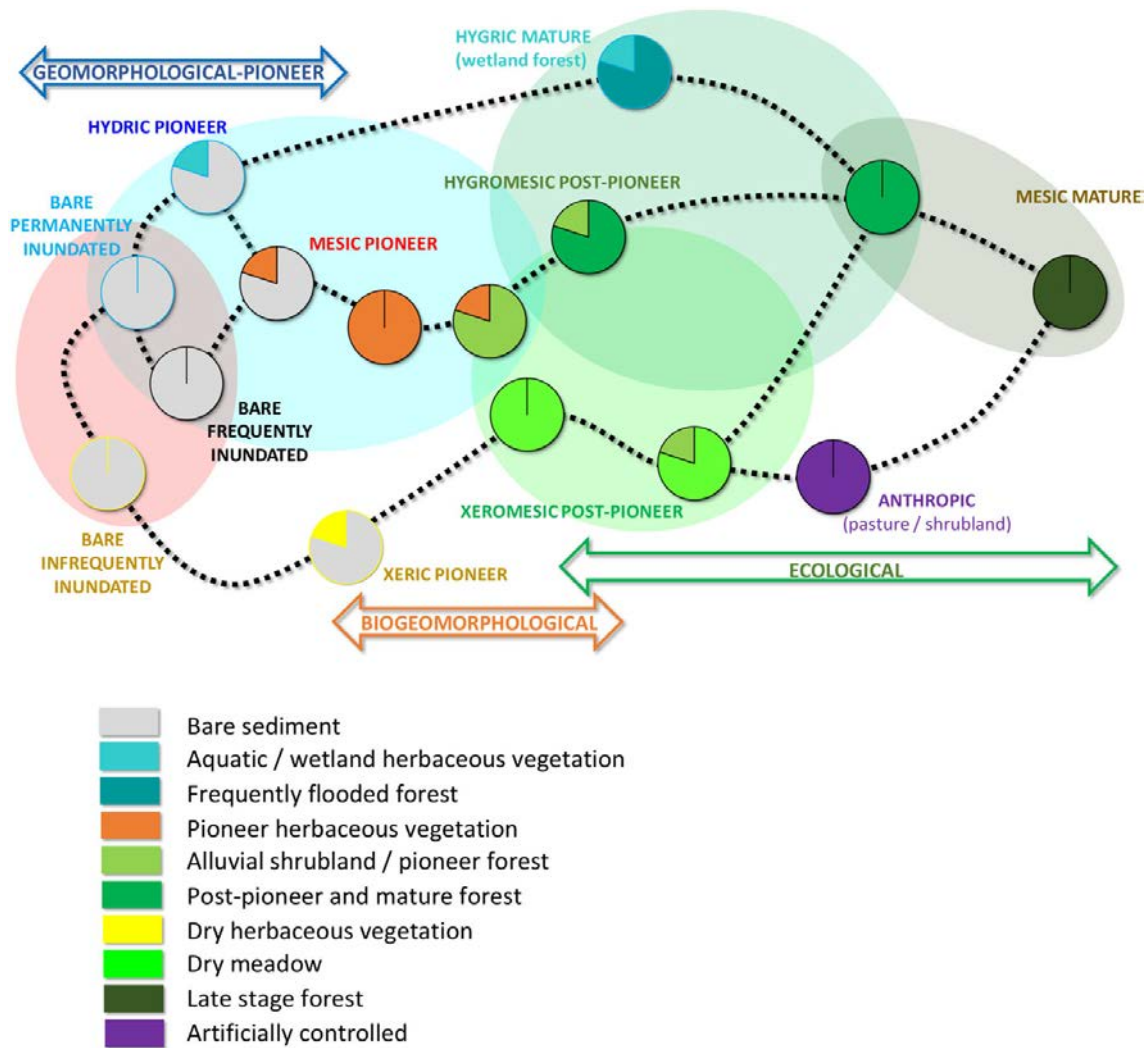 HYGRIC MATURE
(wetland forest)
GEOMORPHOLOGICAL-PIONEER
HYDRIC PIONEER
BARE
PERMANENTLY
INUNDATED
HYGROMESIC POST-PIONEER
MESIC MATURE
MESIC PIONEER
BARE
FREQUENTLY
INUNDATED
XEROMESIC POST-PIONEER
ANTHROPIC
(pasture / shrubland)
BARE
INFREQUENTLY
INUNDATED
XERIC PIONEER
ECOLOGICAL
BIOGEOMORPHOLOGICAL
Bare sediment
Aquatic / wetland herbaceous vegetation
Frequently flooded forest
Pioneer herbaceous vegetation
Alluvial shrubland / pioneer forest
Post-pioneer and mature forest
Dry herbaceous vegetation
Dry meadow
Late stage forest
Artificially controlled